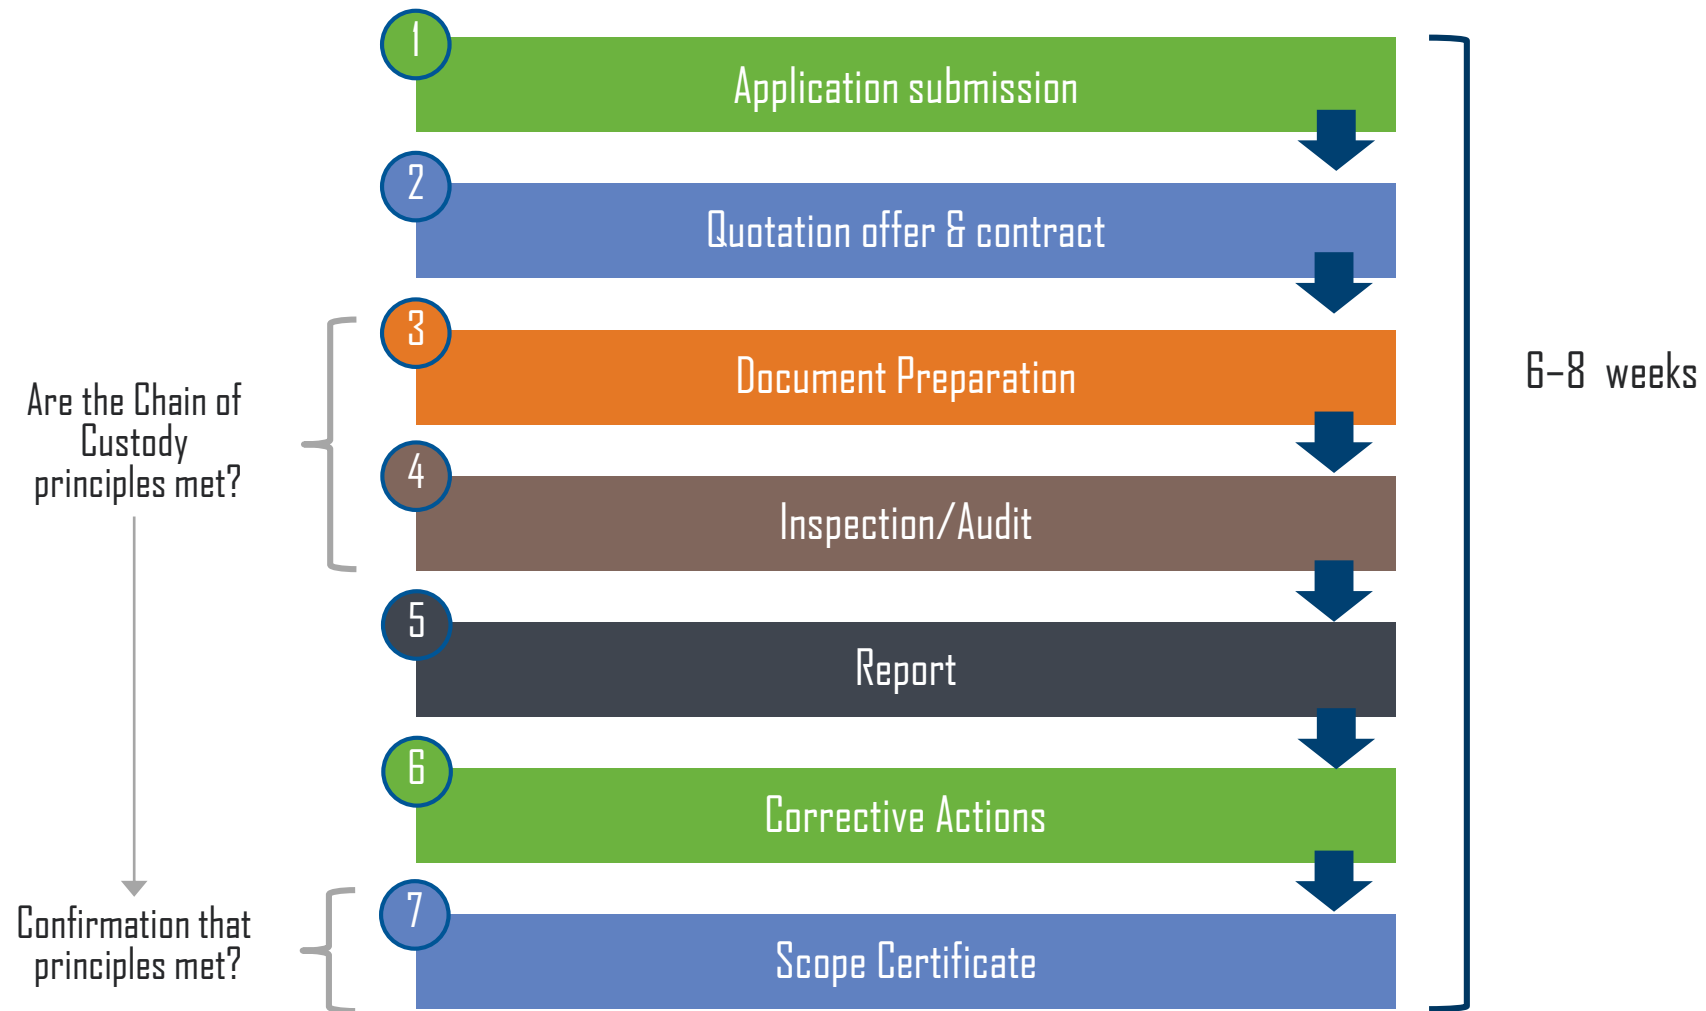 1
Application submission
2
Quotation offer & contract
3
Document Preparation
6-8 weeks
Are the Chain of
Custody
principles met?
4
Inspection/Audit
5
Report
6
Corrective Actions
7
Confirmation that
principles met?
Scope Certificate